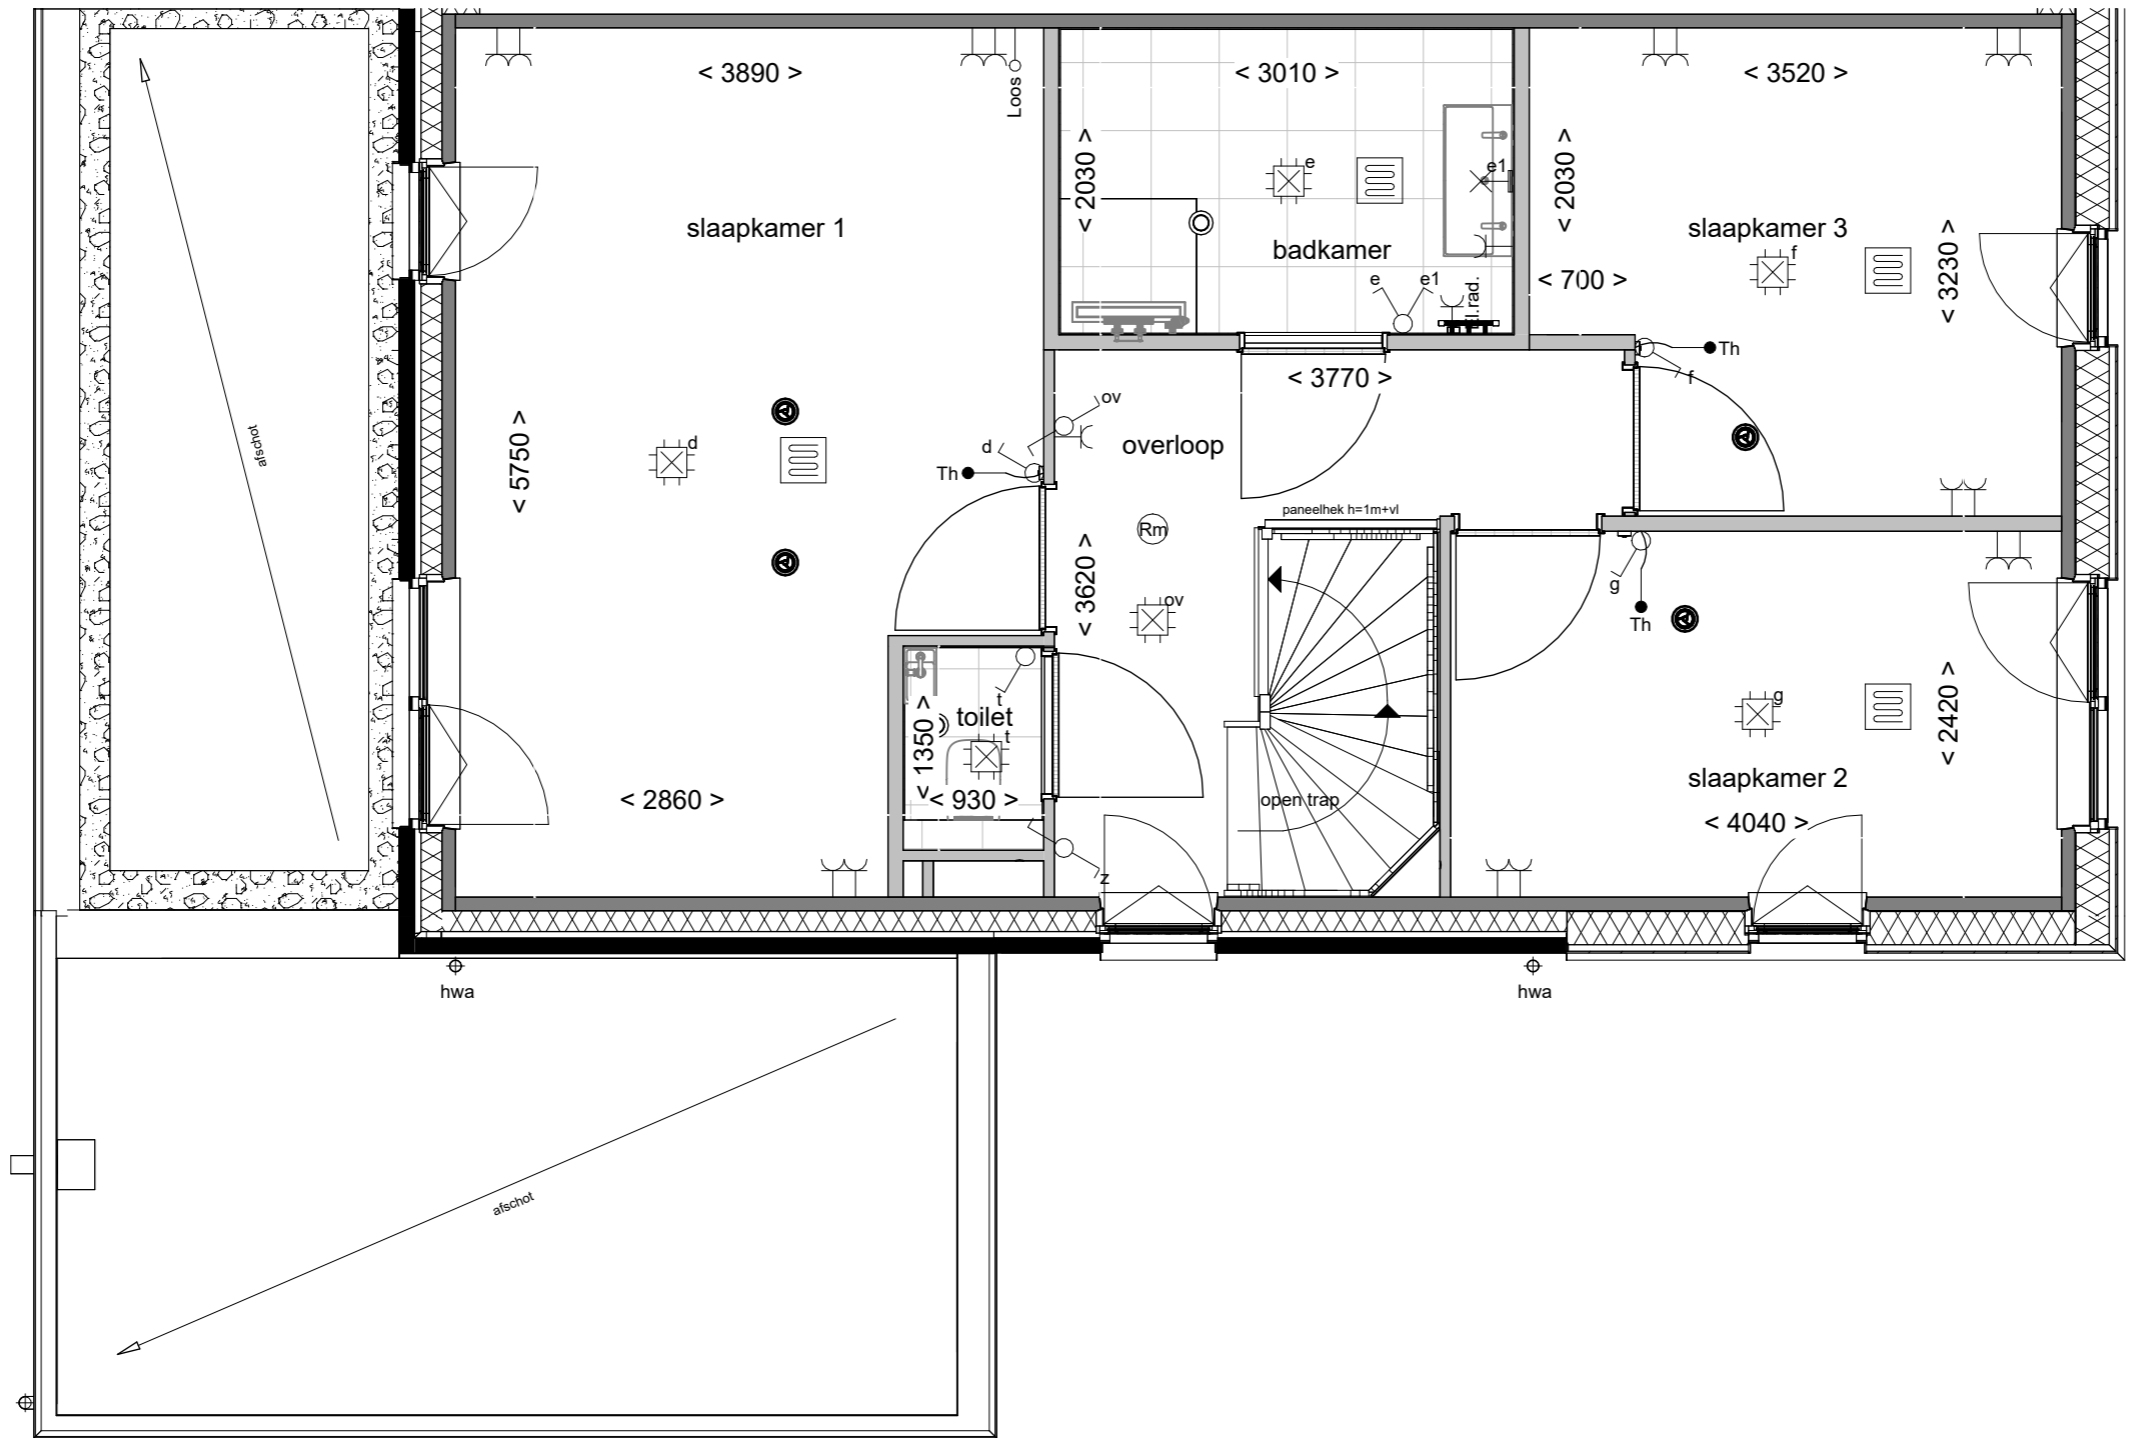 < 3890 >
< 3010 >
< 3520 >
Loos
< 2030 >
< 2030 >
e
e1
slaapkamer 1
badkamer
slaapkamer 3
f
< 700 >
< 3230 >
e
e1
El.rad.
Th
f
< 3770 >
ov
overloop
d
d
Th
< 5750 >
afschot
paneelhek h=1m+vl
Rm
< 3620 >
ov
g
Th
t
toilet
t
< 1350 >
< 930 >
< 2860 >
open trap
g
< 2420 >
slaapkamer 2
< 4040 >
z
hwa
hwa
afschot